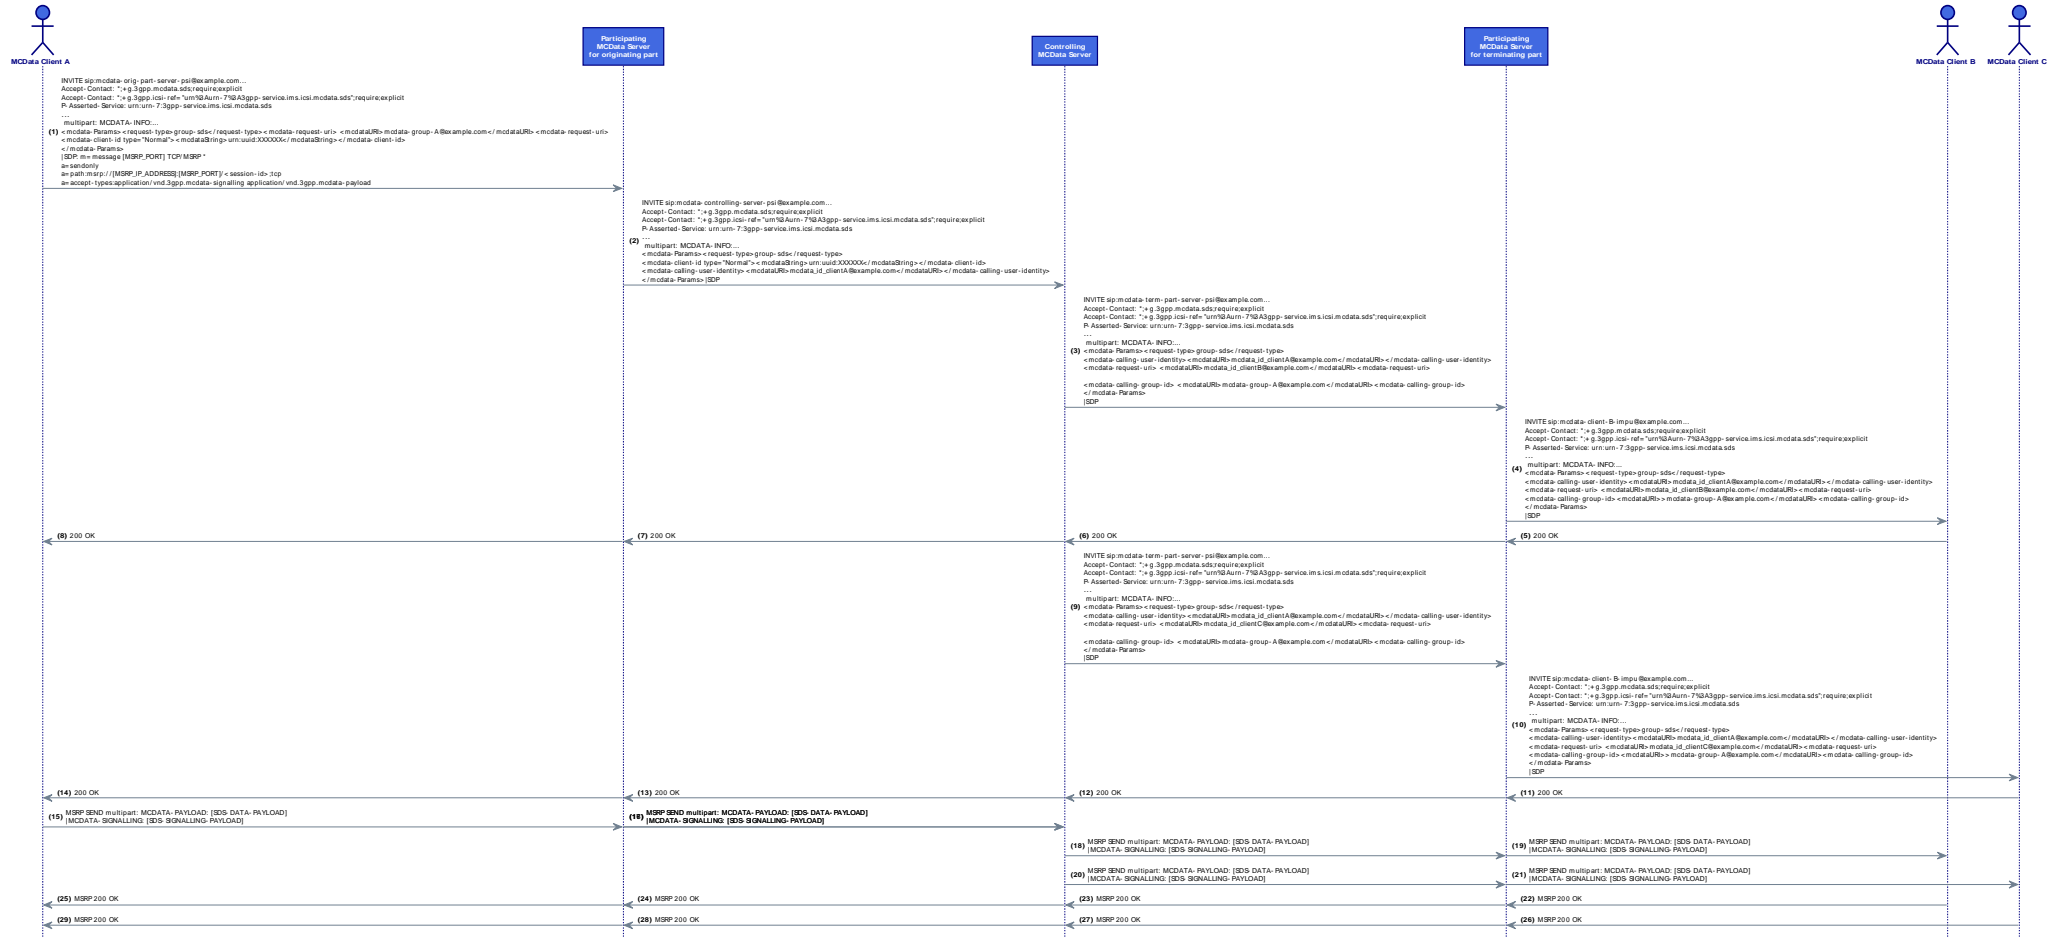 MCData Client A
Participating
MCData Server
for originating part
Controlling
MCData Server
Participating
MCData Server
for terminating part
MCData Client B
MCData Client C
INVITE sip:mcdata-orig-part-server-psi@example.com...
Accept-Contact: *;+g.3gpp.mcdata.sds;require;explicit
Accept-Contact: *;+g.3gpp.icsi-ref="urn%3Aurn-7%3A3gpp-service.ims.icsi.mcdata.sds";require;explicit
P-Asserted-Service: urn:urn-7:3gpp-service.ims.icsi.mcdata.sds
...
multipart: MCDATA-INFO:...
(1) <mcdata-Params><request-type>group-sds</request-type><mcdata-request-uri> <mcdataURI>mcdata-group-A@example.com</mcdataURI><mcdata-request-uri>
<mcdata-client-id type="Normal"><mcdataString>urn:uuid:XXXXXX</mcdataString></mcdata-client-id>
</mcdata-Params>
|SDP: m=message [MSRP_PORT] TCP/MSRP *
a=sendonly
a=path:msrp://[MSRP_IP_ADDRESS]:[MSRP_PORT]/<session-id>;tcp
a=accept-types:application/vnd.3gpp.mcdata-signalling application/vnd.3gpp.mcdata-payload
INVITE sip:mcdata-controlling-server-psi@example.com...
Accept-Contact: *;+g.3gpp.mcdata.sds;require;explicit
Accept-Contact: *;+g.3gpp.icsi-ref="urn%3Aurn-7%3A3gpp-service.ims.icsi.mcdata.sds";require;explicit
P-Asserted-Service: urn:urn-7:3gpp-service.ims.icsi.mcdata.sds
(2) ...
multipart: MCDATA-INFO:...
<mcdata-Params><request-type>group-sds</request-type>
<mcdata-client-id type="Normal"><mcdataString>urn:uuid:XXXXXX</mcdataString></mcdata-client-id>
<mcdata-calling-user-identity><mcdataURI>mcdata_id_clientA@example.com</mcdataURI></mcdata-calling-user-identity>
</mcdata-Params>|SDP
INVITE sip:mcdata-term-part-server-psi@example.com...
Accept-Contact: *;+g.3gpp.mcdata.sds;require;explicit
Accept-Contact: *;+g.3gpp.icsi-ref="urn%3Aurn-7%3A3gpp-service.ims.icsi.mcdata.sds";require;explicit
P-Asserted-Service: urn:urn-7:3gpp-service.ims.icsi.mcdata.sds
...
multipart: MCDATA-INFO:...
(3) <mcdata-Params><request-type>group-sds</request-type>
<mcdata-calling-user-identity><mcdataURI>mcdata_id_clientA@example.com</mcdataURI></mcdata-calling-user-identity>
<mcdata-request-uri> <mcdataURI>mcdata_id_clientB@example.com</mcdataURI><mcdata-request-uri>
<mcdata-calling-group-id> <mcdataURI>mcdata-group-A@example.com</mcdataURI><mcdata-calling-group-id>
</mcdata-Params>
|SDP
INVITE sip:mcdata-client-B-impu@example.com...
Accept-Contact: *;+g.3gpp.mcdata.sds;require;explicit
Accept-Contact: *;+g.3gpp.icsi-ref="urn%3Aurn-7%3A3gpp-service.ims.icsi.mcdata.sds";require;explicit
P-Asserted-Service: urn:urn-7:3gpp-service.ims.icsi.mcdata.sds
...
multipart: MCDATA-INFO:...
(4) <mcdata-Params><request-type>group-sds</request-type>
<mcdata-calling-user-identity><mcdataURI>mcdata_id_clientA@example.com</mcdataURI></mcdata-calling-user-identity>
<mcdata-request-uri> <mcdataURI>mcdata_id_clientB@example.com</mcdataURI><mcdata-request-uri>
<mcdata-calling-group-id><mcdataURI>>mcdata-group-A@example.com</mcdataURI><mcdata-calling-group-id>
</mcdata-Params>
|SDP
(8) 200 OK
(7) 200 OK
(6) 200 OK
(5) 200 OK
INVITE sip:mcdata-term-part-server-psi@example.com...
Accept-Contact: *;+g.3gpp.mcdata.sds;require;explicit
Accept-Contact: *;+g.3gpp.icsi-ref="urn%3Aurn-7%3A3gpp-service.ims.icsi.mcdata.sds";require;explicit
P-Asserted-Service: urn:urn-7:3gpp-service.ims.icsi.mcdata.sds
...
multipart: MCDATA-INFO:...
(9) <mcdata-Params><request-type>group-sds</request-type>
<mcdata-calling-user-identity><mcdataURI>mcdata_id_clientA@example.com</mcdataURI></mcdata-calling-user-identity>
<mcdata-request-uri> <mcdataURI>mcdata_id_clientC@example.com</mcdataURI><mcdata-request-uri>
<mcdata-calling-group-id> <mcdataURI>mcdata-group-A@example.com</mcdataURI><mcdata-calling-group-id>
</mcdata-Params>
|SDP
INVITE sip:mcdata-client-B-impu@example.com...
Accept-Contact: *;+g.3gpp.mcdata.sds;require;explicit
Accept-Contact: *;+g.3gpp.icsi-ref="urn%3Aurn-7%3A3gpp-service.ims.icsi.mcdata.sds";require;explicit
P-Asserted-Service: urn:urn-7:3gpp-service.ims.icsi.mcdata.sds
...
multipart: MCDATA-INFO:...
(10) <mcdata-Params><request-type>group-sds</request-type>
<mcdata-calling-user-identity><mcdataURI>mcdata_id_clientA@example.com</mcdataURI></mcdata-calling-user-identity>
<mcdata-request-uri> <mcdataURI>mcdata_id_clientC@example.com</mcdataURI><mcdata-request-uri>
<mcdata-calling-group-id><mcdataURI>>mcdata-group-A@example.com</mcdataURI><mcdata-calling-group-id>
</mcdata-Params>
|SDP
(14) 200 OK
(13) 200 OK
(12) 200 OK
(11) 200 OK
(15) MSRP SEND multipart: MCDATA-PAYLOAD: [SDS-DATA-PAYLOAD]
|MCDATA-SIGNALLING: [SDS-SIGNALLING-PAYLOAD]
MSRP SEND multipart: MCDATA-PAYLOAD: [SDS-DATA-PAYLOAD]
|MCDATA-SIGNALLING: [SDS-SIGNALLING-PAYLOAD]
(18) MSRP SEND multipart: MCDATA-PAYLOAD: [SDS-DATA-PAYLOAD]
|MCDATA-SIGNALLING: [SDS-SIGNALLING-PAYLOAD]
(19) MSRP SEND multipart: MCDATA-PAYLOAD: [SDS-DATA-PAYLOAD]
|MCDATA-SIGNALLING: [SDS-SIGNALLING-PAYLOAD]
(20) MSRP SEND multipart: MCDATA-PAYLOAD: [SDS-DATA-PAYLOAD]
|MCDATA-SIGNALLING: [SDS-SIGNALLING-PAYLOAD]
(21) MSRP SEND multipart: MCDATA-PAYLOAD: [SDS-DATA-PAYLOAD]
|MCDATA-SIGNALLING: [SDS-SIGNALLING-PAYLOAD]
(25) MSRP 200 OK
(24) MSRP 200 OK
(23) MSRP 200 OK
(22) MSRP 200 OK
(29) MSRP 200 OK
(28) MSRP 200 OK
(27) MSRP 200 OK
(26) MSRP 200 OK